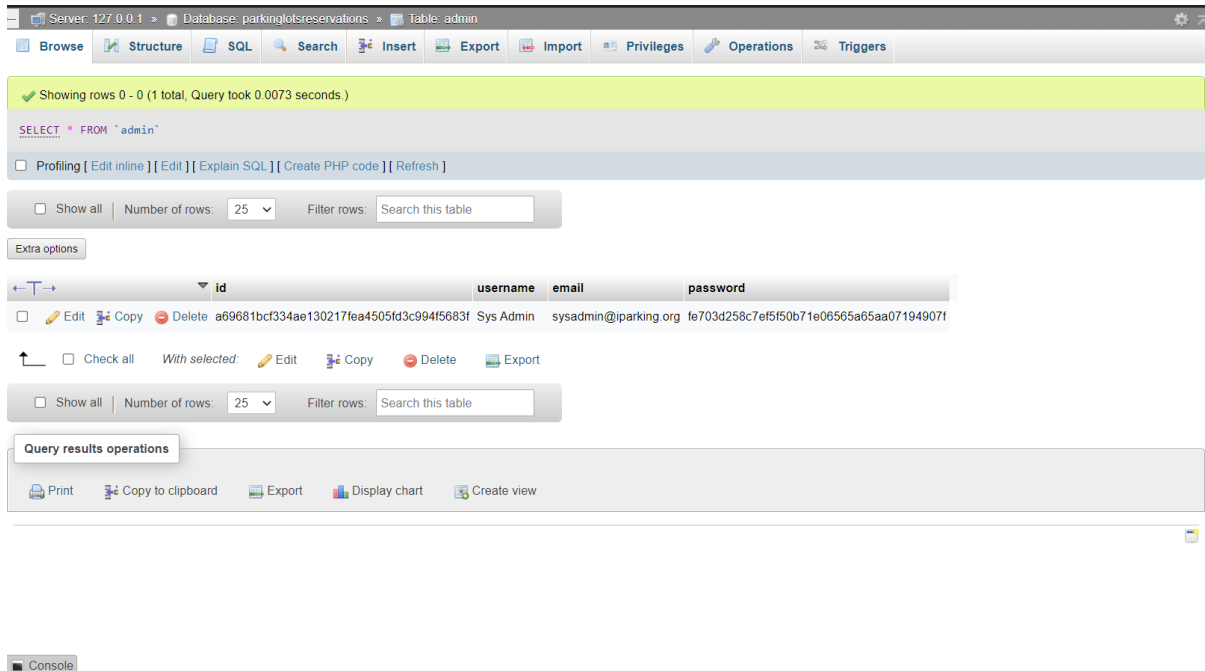 Server: 127.0.0.1 » Database: parkinglotsreservations » Table: admin
Browse Structure SQL Search Insert Export Import Privileges Operations Triggers
Showing rows 0 - 0 (1 total, Query took 0.0073 seconds.)
SELECT * FROM `admin`
Profiling [ Edit inline ] [ Edit ] [ Explain SQL ] [ Create PHP code ] [ Refresh ]
Show all | Number of rows: 25 Filter rows: Search this table
Extra options
←T→ id username email password
Edit Copy Delete a69681bcf334ae130217fea4505fd3c994f5683f Sys Admin sysadmin@iparking.org fe703d258c7ef5f50b71e06565a65aa07194907f
Check all With selected: Edit Copy Delete Export
Show all | Number of rows: 25 Filter rows: Search this table
Query results operations
Print Copy to clipboard Export Display chart Create view
Console